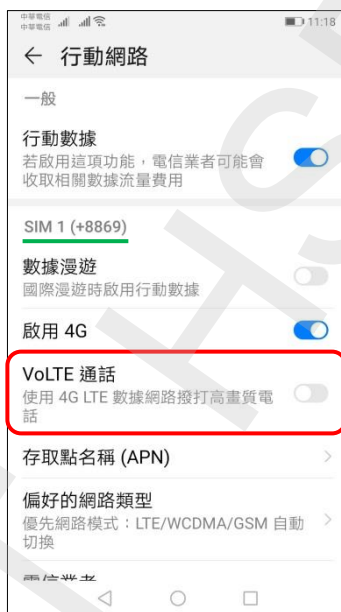 中華電信
中華電信
11:18
行動網路
一般
行動數據
若啟用這項功能，電信業者可能會
收取相關數據流量費用
SIM 1 (+8869)
數據漫遊
國際漫遊時啟用行動數據
啟用 4G
VoLTE 通話
使用 4G LTE 數據網路撥打高畫質電
話
存取點名稱 (APN)
偏好的網路類型
優先網路模式：LTE/WCDMA/GSM 自動
切換
電信業者